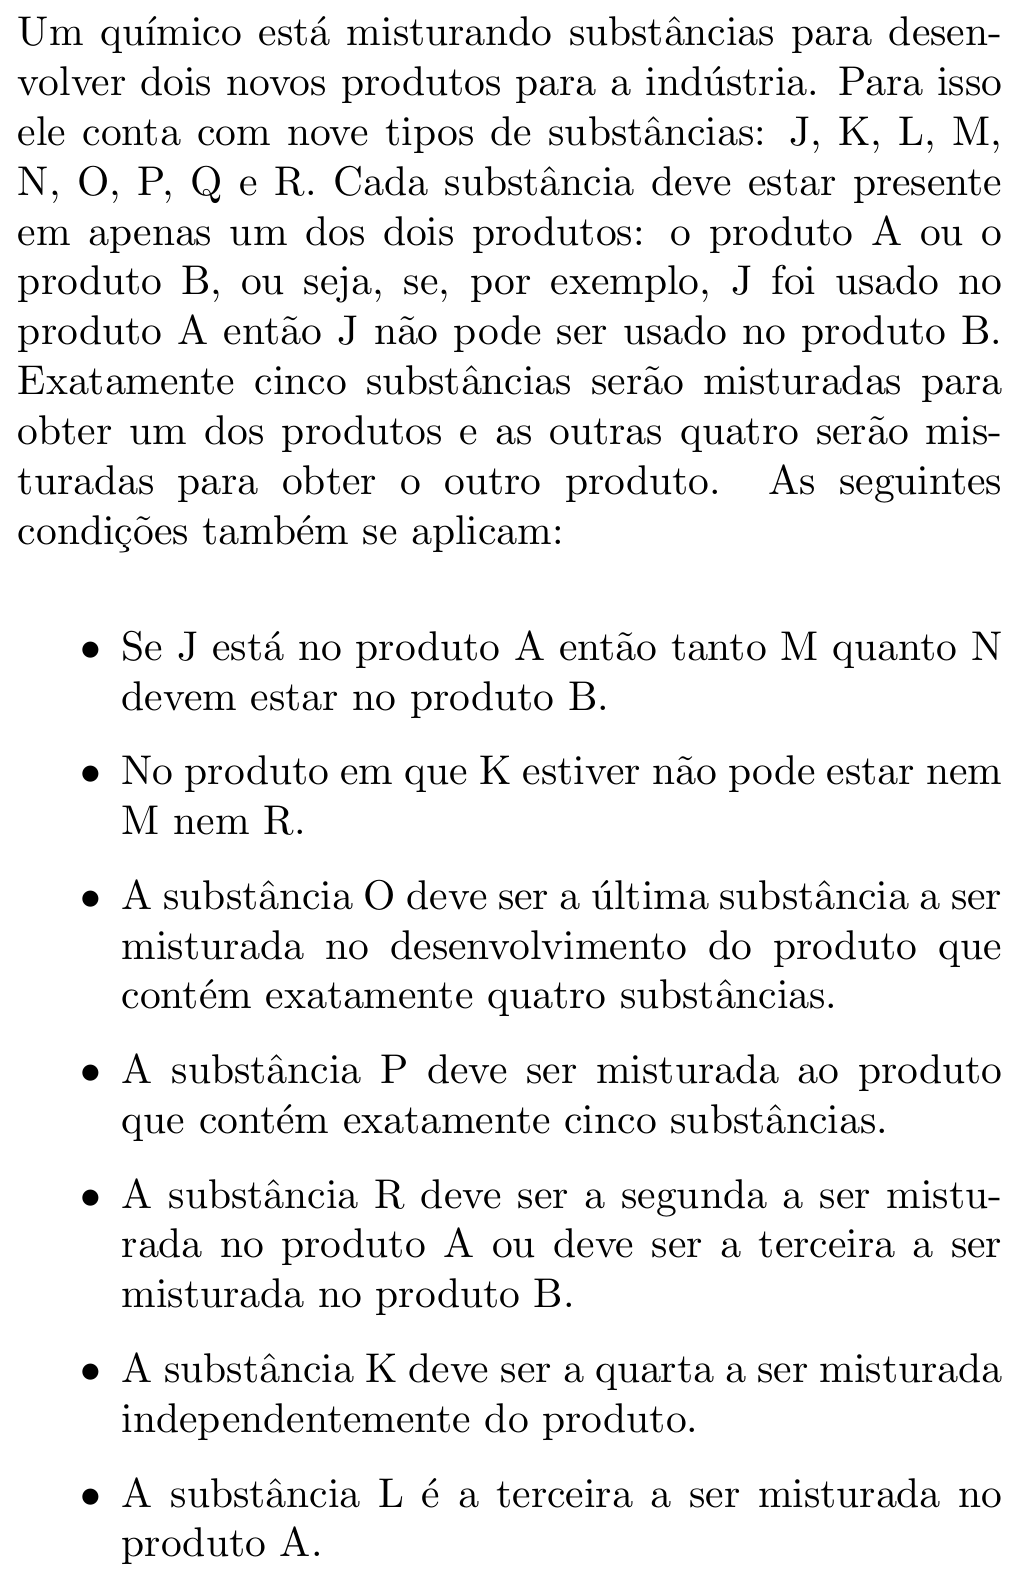 Um químico está misturando substâncias para desen-
volver dois novos produtos para a indústria. Para isso
ele conta com nove tipos de substâncias: J, K, L, M,
N, O, P, Q e R. Cada substância deve estar presente
em apenas um dos dois produtos: o produto A ou o
produto B, ou seja, se, por exemplo, J foi usado no
produto A então J não pode ser usado no produto B.
Exatamente cinco substâncias serão misturadas para
obter um dos produtos e as outras quatro serão mis-
turadas para obter o outro produto. As seguintes
condições também se aplicam:
• Se J está no produto A então tanto M quanto N
devem estar no produto B.
• No produto em que K estiver não pode estar nem
M nem R.
• A substância O deve ser a última substância a ser
misturada no desenvolvimento do produto que
contém exatamente quatro substâncias.
• A substância P deve ser misturada ao produto
que contém exatamente cinco substâncias.
• A substância R deve ser a segunda a ser mistu-
rada no produto A ou deve ser a terceira a ser
misturada no produto B.
• A substância K deve ser a quarta a ser misturada
independentemente do produto.
• A substância L é a terceira a ser misturada no
produto A.